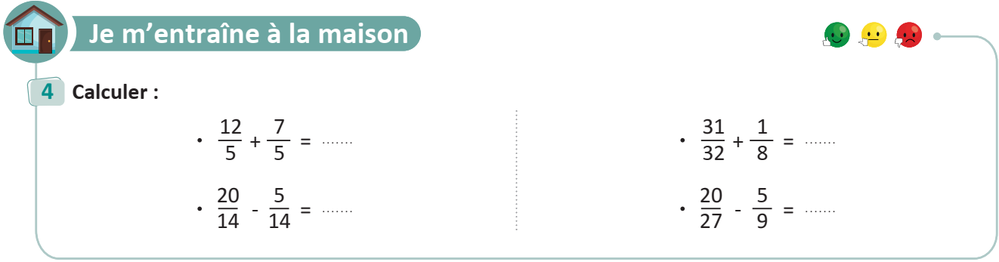 Je m'entraîne à la maison
4 Calculer :
• 12/5 + 7/5 = .......
• 20/14 - 5/14 = .......
• 31/32 + 1/8 = .......
• 20/27 - 5/9 = .......